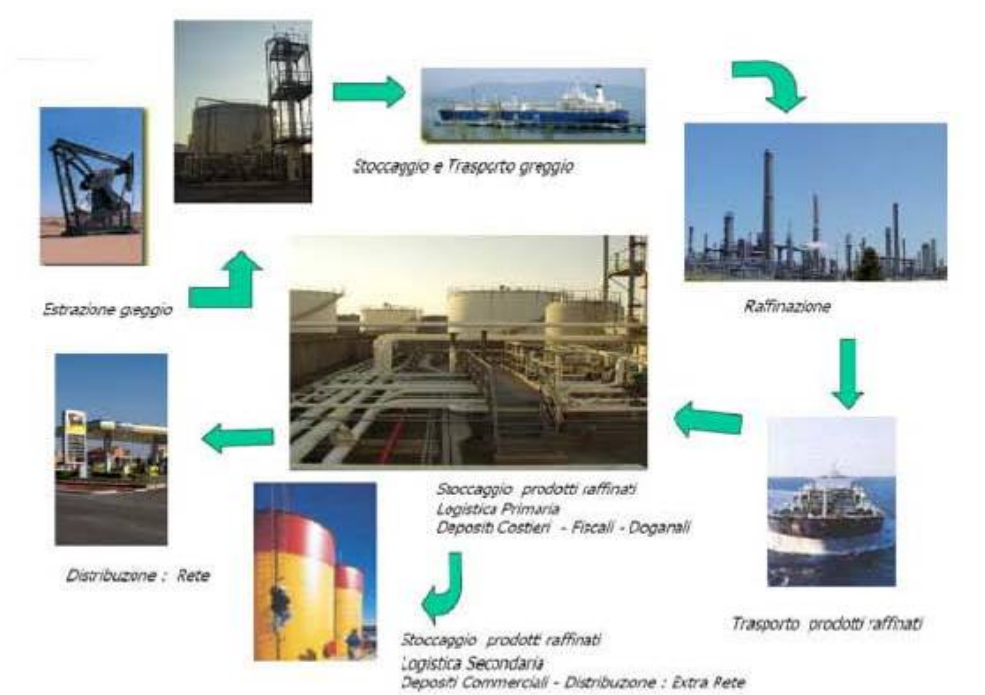 Stoccaggio e Trasporto greggio
Estrazione greggio
Raffinazione
Stoccaggio prodotti raffinati
Logistica Primaria
Depositi Costieri - Fiscali - Doganali
Distribuzone : Rete
Trasporto prodotti raffinati
Stoccaggio prodotti raffinati
Logistica Secondaria
Depositi Commerciali - Distribuzione : Extra Rete